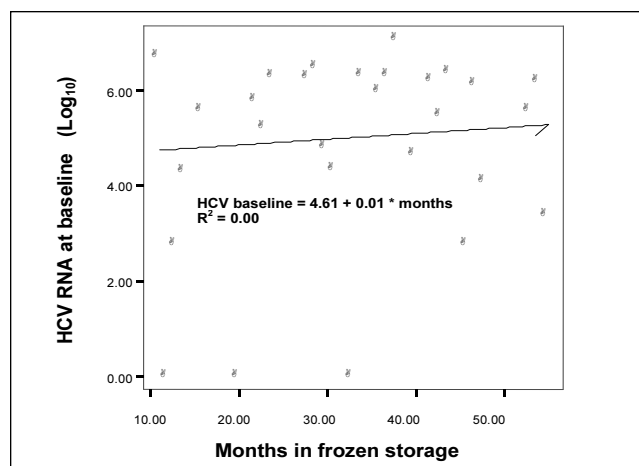 HCV RNA at baseline (Log10)
6.00
4.00
2.00
0.00
HCV baseline = 4.61 + 0.01 * months
R² = 0.00
10.00 20.00 30.00 40.00 50.00
Months in frozen storage